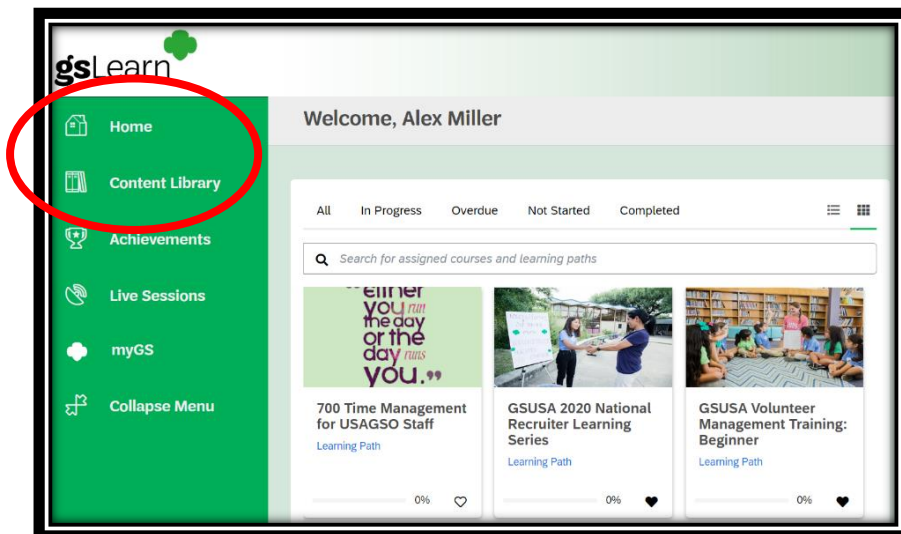 gsLearn
Home
Content Library
Achievements
Live Sessions
myGS
Collapse Menu
Welcome, Alex Miller
All In Progress Overdue Not Started Completed
Search for assigned courses and learning paths
“Either
you run
the day
or the
day runs
you.”
700 Time Management
for USAGSO Staff
Learning Path
0%
GSUSA 2020 National
Recruiter Learning
Series
Learning Path
0%
GSUSA Volunteer
Management Training:
Beginner
Learning Path
0%